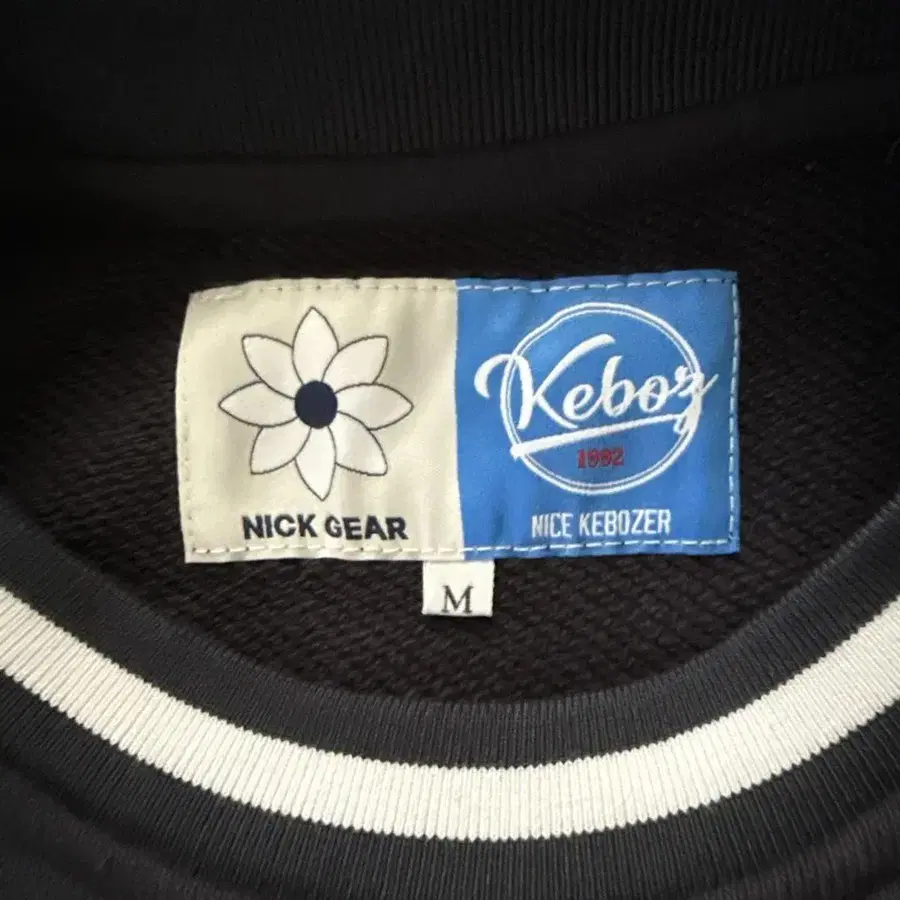 NICK GEAR
Keboz
1992
NICE KEBOZER
M